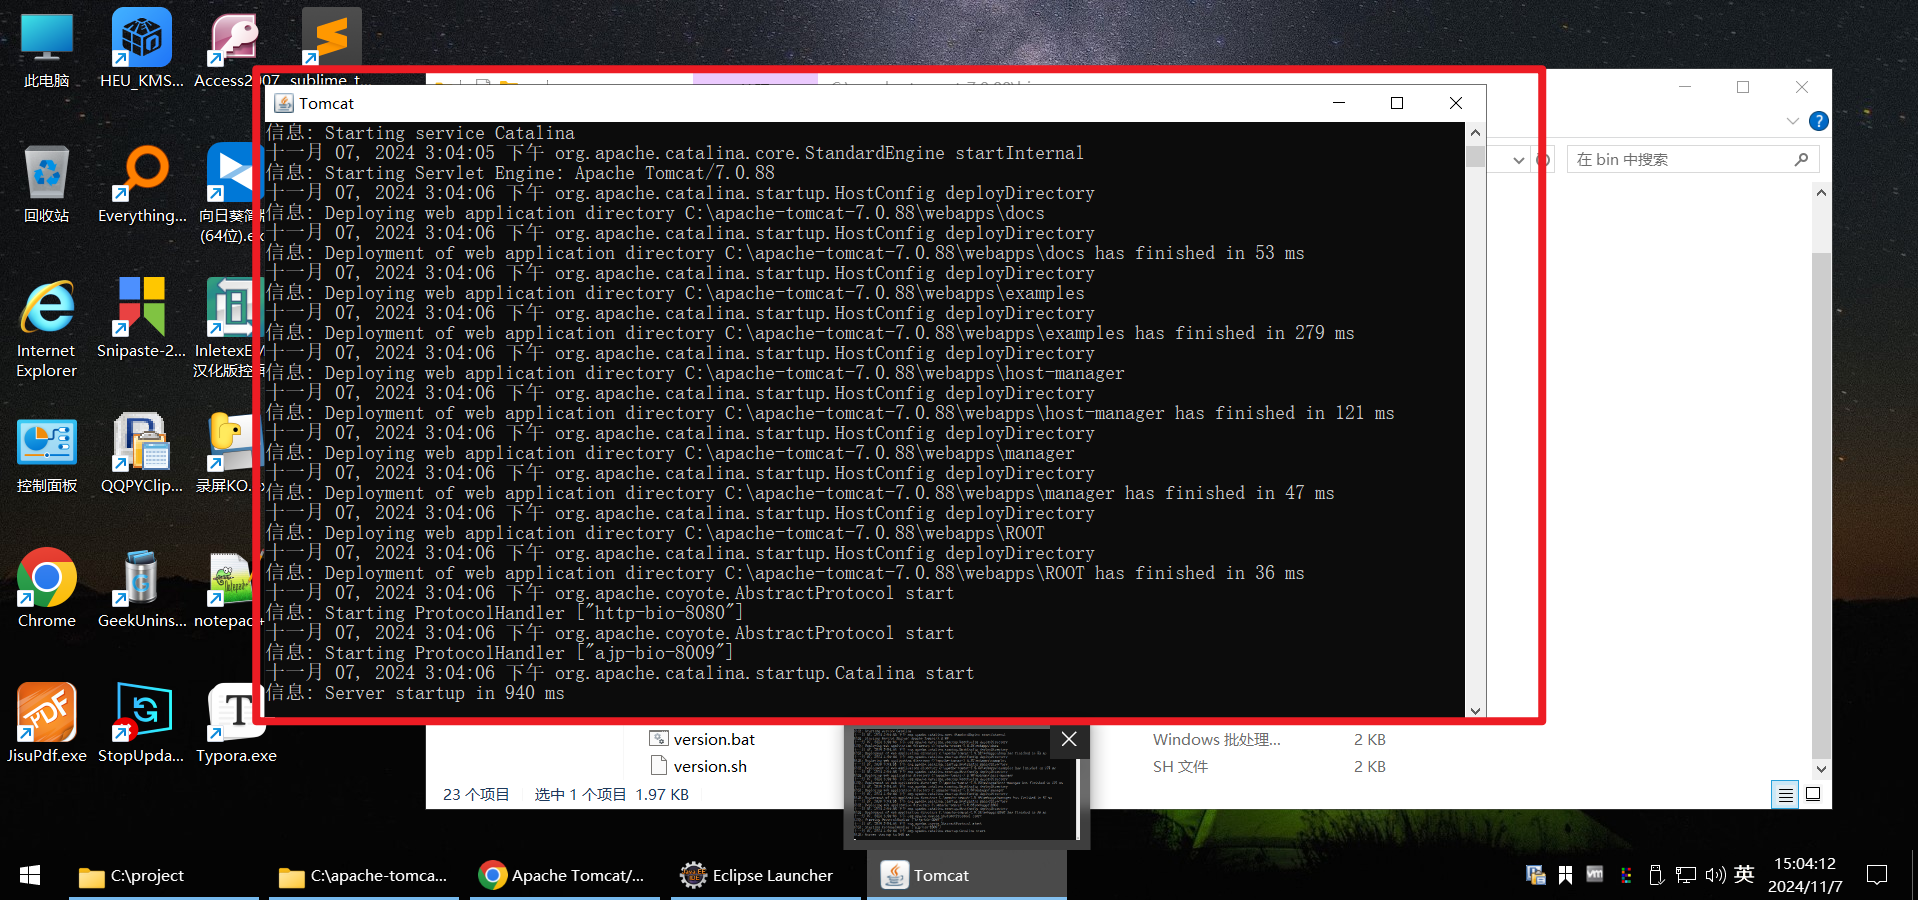 此电脑
HEU_KMS...
Access2007
sublime_t...
回收站
Everything...
向日葵简
(64位).ex
Internet
Explorer
Snipaste-2...
InletexEM
汉化版控
控制面板
QQPYClip...
录屏KO.
Chrome
GeekUnins...
notepad+
JisuPdf.exe
StopUpda...
Typora.exe
Tomcat
信息: Starting service Catalina
十一月 07, 2024 3:04:05 下午 org.apache.catalina.core.StandardEngine startInternal
信息: Starting Servlet Engine: Apache Tomcat/7.0.88
十一月 07, 2024 3:04:06 下午 org.apache.catalina.startup.HostConfig deployDirectory
信息: Deploying web application directory C:\apache-tomcat-7.0.88\webapps\docs
十一月 07, 2024 3:04:06 下午 org.apache.catalina.startup.HostConfig deployDirectory
信息: Deployment of web application directory C:\apache-tomcat-7.0.88\webapps\docs has finished in 53 ms
十一月 07, 2024 3:04:06 下午 org.apache.catalina.startup.HostConfig deployDirectory
信息: Deploying web application directory C:\apache-tomcat-7.0.88\webapps\examples
十一月 07, 2024 3:04:06 下午 org.apache.catalina.startup.HostConfig deployDirectory
信息: Deployment of web application directory C:\apache-tomcat-7.0.88\webapps\examples has finished in 279 ms
十一月 07, 2024 3:04:06 下午 org.apache.catalina.startup.HostConfig deployDirectory
信息: Deploying web application directory C:\apache-tomcat-7.0.88\webapps\host-manager
十一月 07, 2024 3:04:06 下午 org.apache.catalina.startup.HostConfig deployDirectory
信息: Deployment of web application directory C:\apache-tomcat-7.0.88\webapps\host-manager has finished in 121 ms
十一月 07, 2024 3:04:06 下午 org.apache.catalina.startup.HostConfig deployDirectory
信息: Deploying web application directory C:\apache-tomcat-7.0.88\webapps\manager
十一月 07, 2024 3:04:06 下午 org.apache.catalina.startup.HostConfig deployDirectory
信息: Deployment of web application directory C:\apache-tomcat-7.0.88\webapps\manager has finished in 47 ms
十一月 07, 2024 3:04:06 下午 org.apache.catalina.startup.HostConfig deployDirectory
信息: Deploying web application directory C:\apache-tomcat-7.0.88\webapps\ROOT
十一月 07, 2024 3:04:06 下午 org.apache.catalina.startup.HostConfig deployDirectory
信息: Deployment of web application directory C:\apache-tomcat-7.0.88\webapps\ROOT has finished in 36 ms
十一月 07, 2024 3:04:06 下午 org.apache.coyote.AbstractProtocol start
信息: Starting ProtocolHandler ["http-bio-8080"]
十一月 07, 2024 3:04:06 下午 org.apache.coyote.AbstractProtocol start
信息: Starting ProtocolHandler ["ajp-bio-8009"]
十一月 07, 2024 3:04:06 下午 org.apache.catalina.startup.Catalina start
信息: Server startup in 940 ms
在 bin 中搜索
version.bat
Windows 批处理...
2 KB
version.sh
SH 文件
2 KB
23 个项目
选中 1 个项目 1.97 KB
C:\project
C:\apache-tomca...
Apache Tomcat/...
Eclipse Launcher
Tomcat
英
15:04:12
2024/11/7